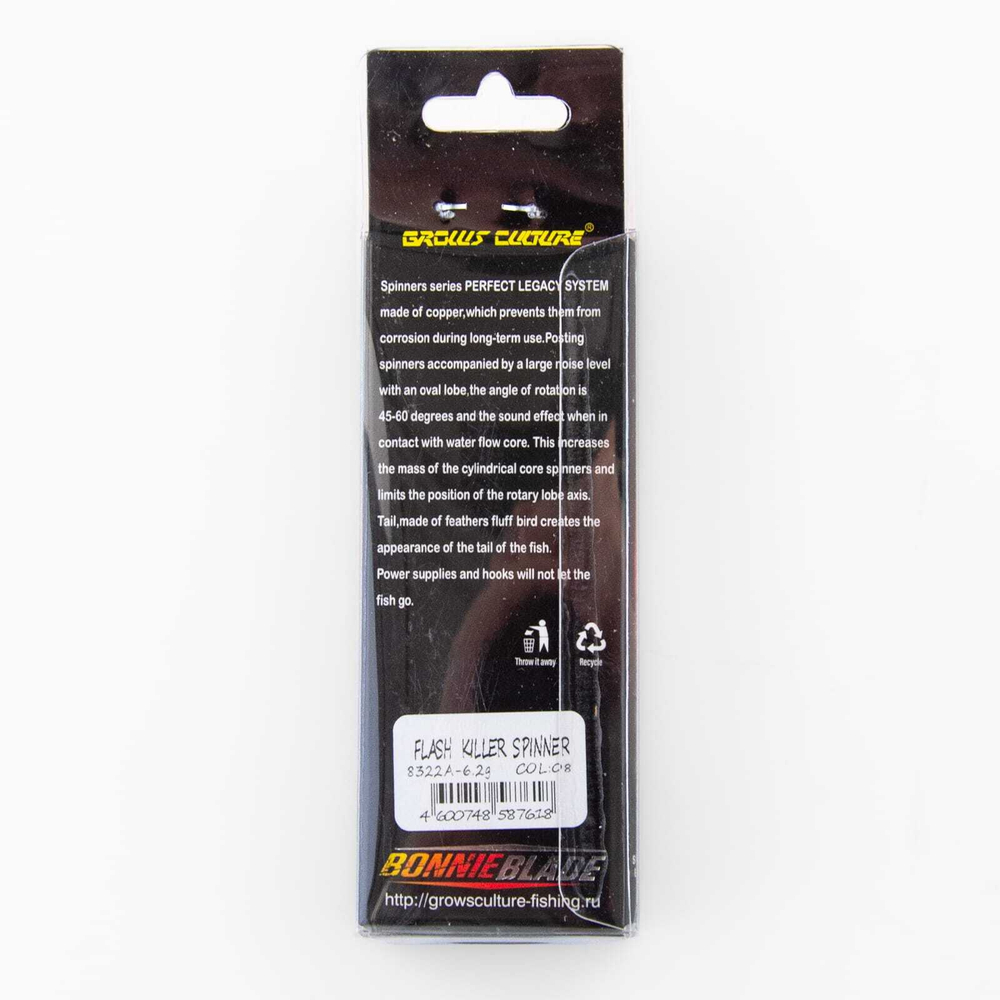 GROWS CULTURE®
Spinners series PERFECT LEGACY SYSTEM
made of copper,which prevents them from
corrosion during long-term use.Posting
spinners accompanied by a large noise level
with an oval lobe,the angle of rotation is
45-60 degrees and the sound effect when in
contact with water flow core. This increases
the mass of the cylindrical core spinners and
limits the position of the rotary lobe axis.
Tail,made of feathers fluff bird creates the
appearance of the tail of the fish.
Power supplies and hooks will not let the
fish go.
Throw it away Recycle
FLASH KILLER SPINNER
8322A-6.2g COL:08
4 600748 587618
BONNIE BLADE
http://growsculture-fishing.ru